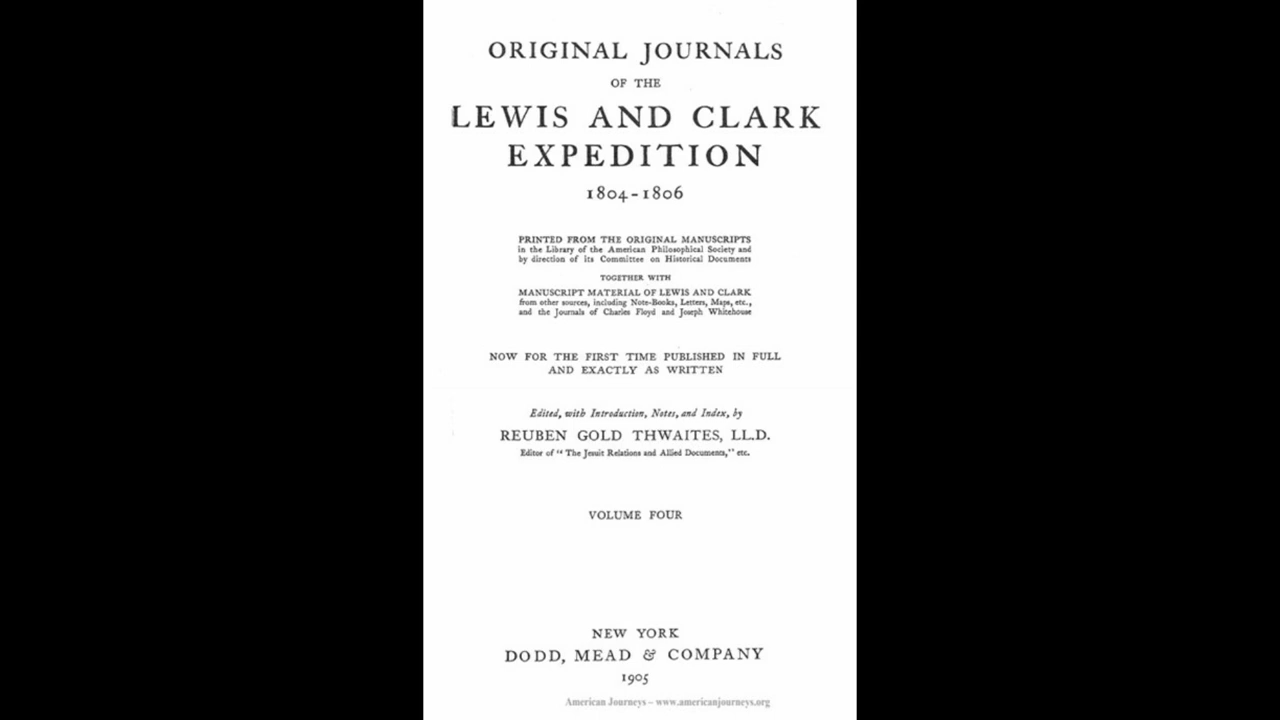 ORIGINAL JOURNALS
OF THE
LEWIS AND CLARK
EXPEDITION
1804-1806
PRINTED FROM THE ORIGINAL MANUSCRIPTS
in the Library of the American Philosophical Society and
by direction of its Committee on Historical Documents
TOGETHER WITH
MANUSCRIPT MATERIAL OF LEWIS AND CLARK
from other sources, including Note-Books, Letters, Maps, etc.,
and the Journals of Charles Floyd and Joseph Whitehouse
NOW FOR THE FIRST TIME PUBLISHED IN FULL
AND EXACTLY AS WRITTEN
Edited, with Introduction, Notes, and Index, by
REUBEN GOLD THWAITES, LL.D.
Editor of "The Jesuit Relations and Allied Documents," etc.
VOLUME FOUR
NEW YORK
DODD, MEAD & COMPANY
1905
American Journeys – www.americanjourneys.org